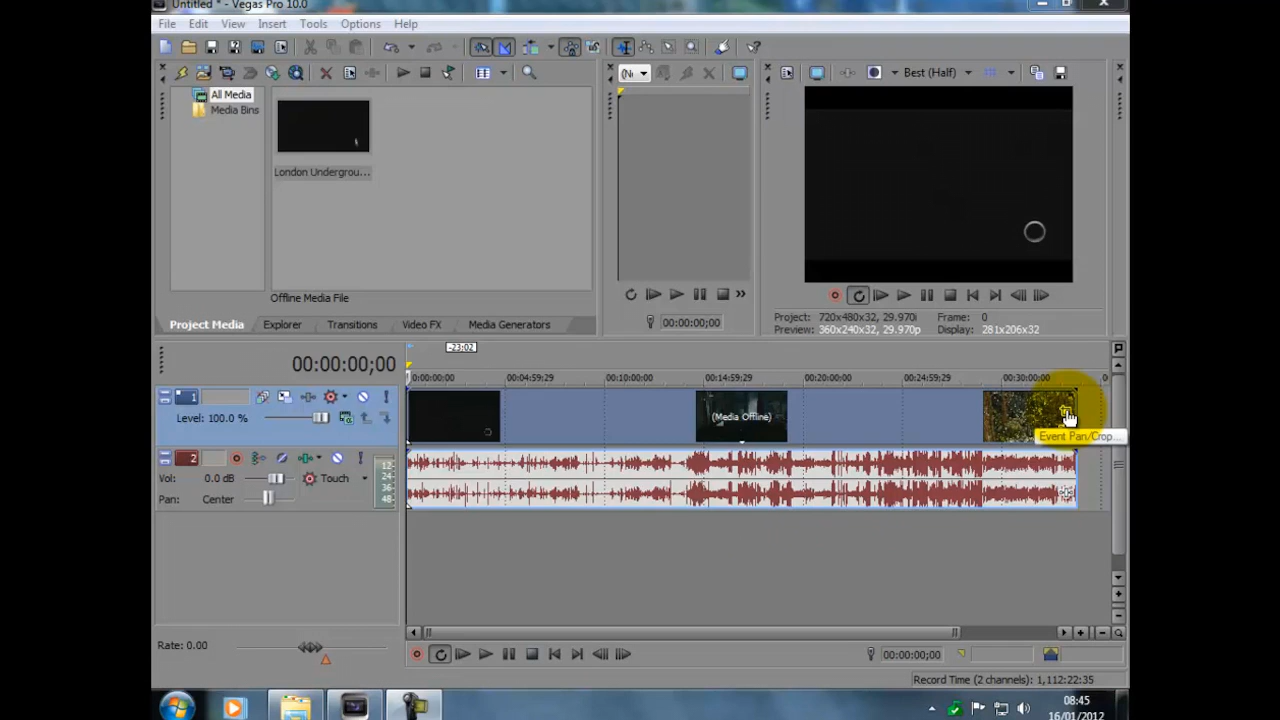 Untitled * - Vegas Pro 10.0
File Edit View Insert Tools Options Help
All Media
Media Bins
London Undergrou...
Offline Media File
Project Media Explorer Transitions Video FX Media Generators
Best (Half)
00:00:00;00
Project: 720x480x32, 29.970i Frame: 0
Preview: 360x240x32, 29.970p Display: 281x206x32
-23;02
00:00:00;00
0:00:00;00 00:04:59;29 00:10:00;00 00:14:59;29 00:20:00;00 00:24:59;29 00:30:00;00
1
Level: 100.0 %
(Media Offline)
Event Pan/Crop...
2
Vol: 0.0 dB Touch
Pan: Center
12
24
36
48
Rate: 0.00
00:00:00;00
Record Time (2 channels): 1,112:22:35
08:45
16/01/2012